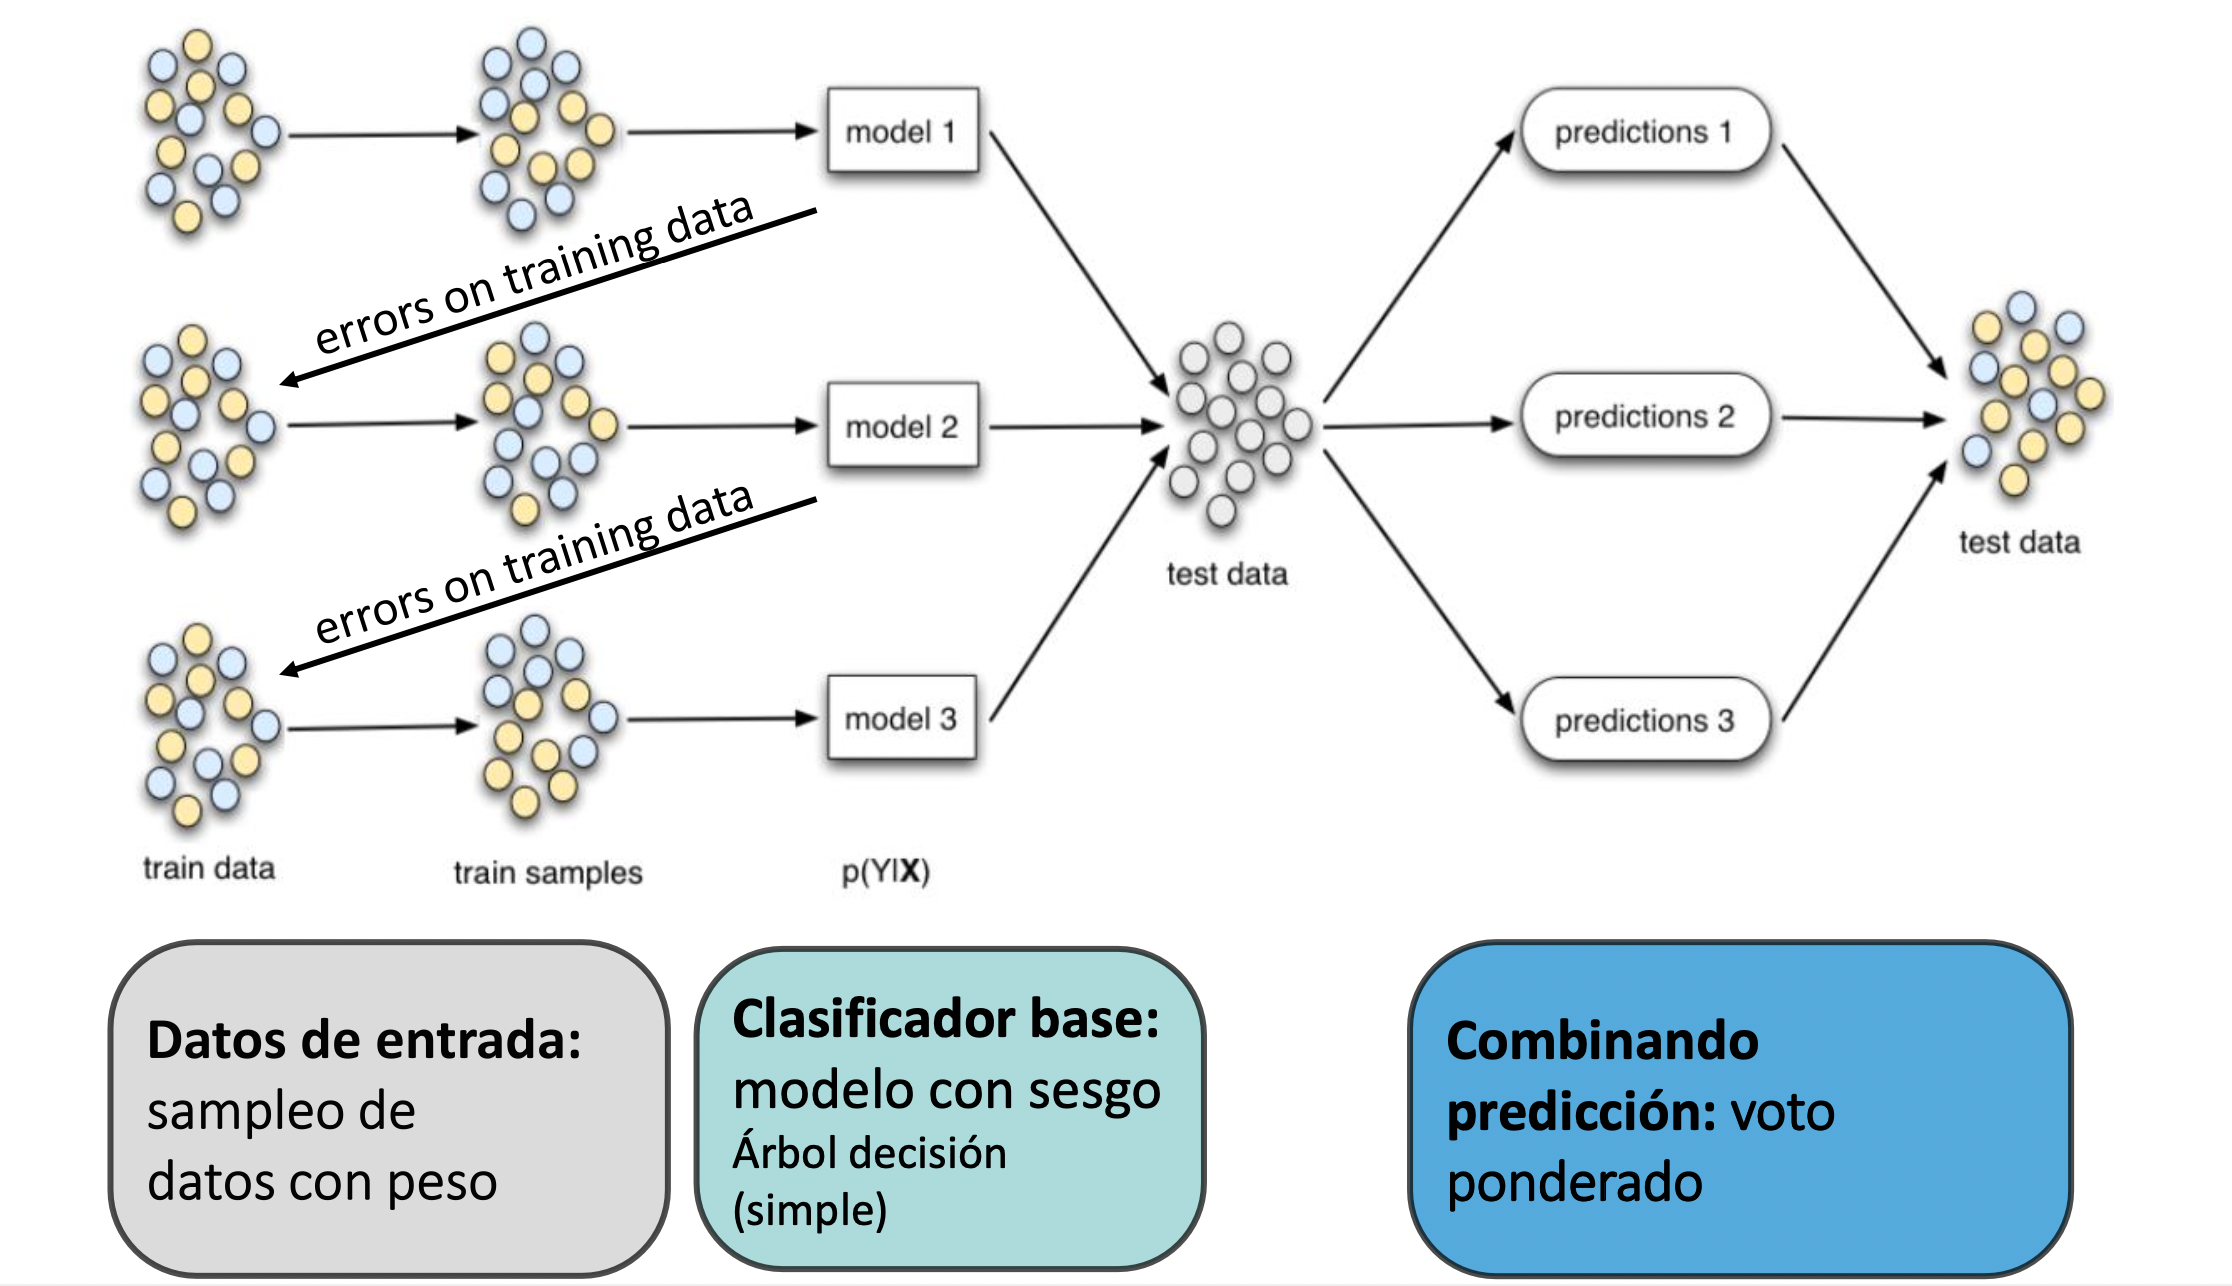 model 1
predictions 1
errors on training data
model 2
predictions 2
test data
test data
errors on training data
model 3
predictions 3
train data
train samples
p(Y|X)
Datos de entrada:
sampleo de
datos con peso
Clasificador base:
modelo con sesgo
Árbol decisión
(simple)
Combinando
predicción: voto
ponderado